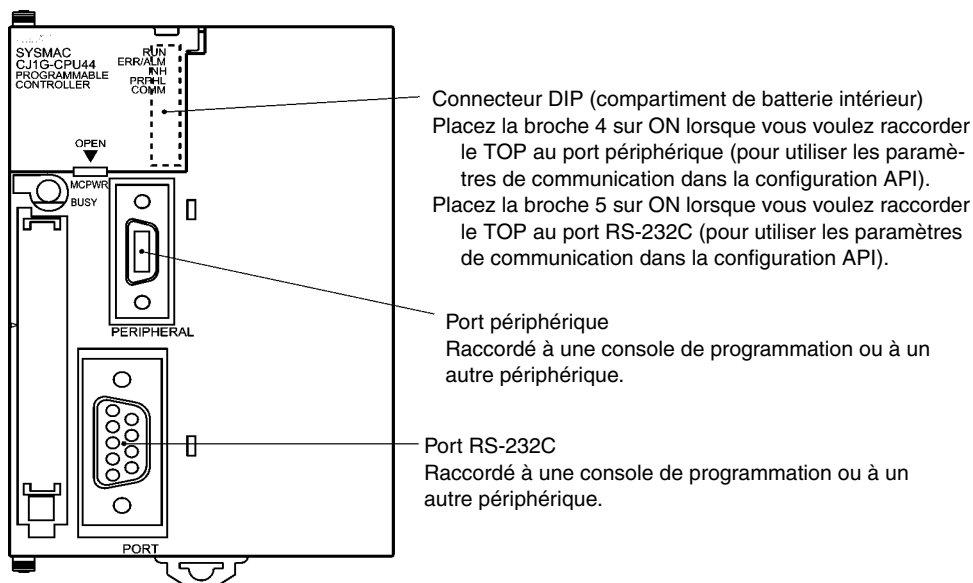 SYSMAC
CJ1G-CPU44
PROGRAMMABLE
CONTROLLER
RUN
ERR/ALM
INH
PRPHL
COMM
OPEN
MCPWR
BUSY
PERIPHERAL
PORT
Connecteur DIP (compartiment de batterie intérieur)
Placez la broche 4 sur ON lorsque vous voulez raccorder
le TOP au port périphérique (pour utiliser les paramè-
tres de communication dans la configuration API).
Placez la broche 5 sur ON lorsque vous voulez raccorder
le TOP au port RS-232C (pour utiliser les paramètres
de communication dans la configuration API).
Port périphérique
Raccordé à une console de programmation ou à un
autre périphérique.
Port RS-232C
Raccordé à une console de programmation ou à un
autre périphérique.